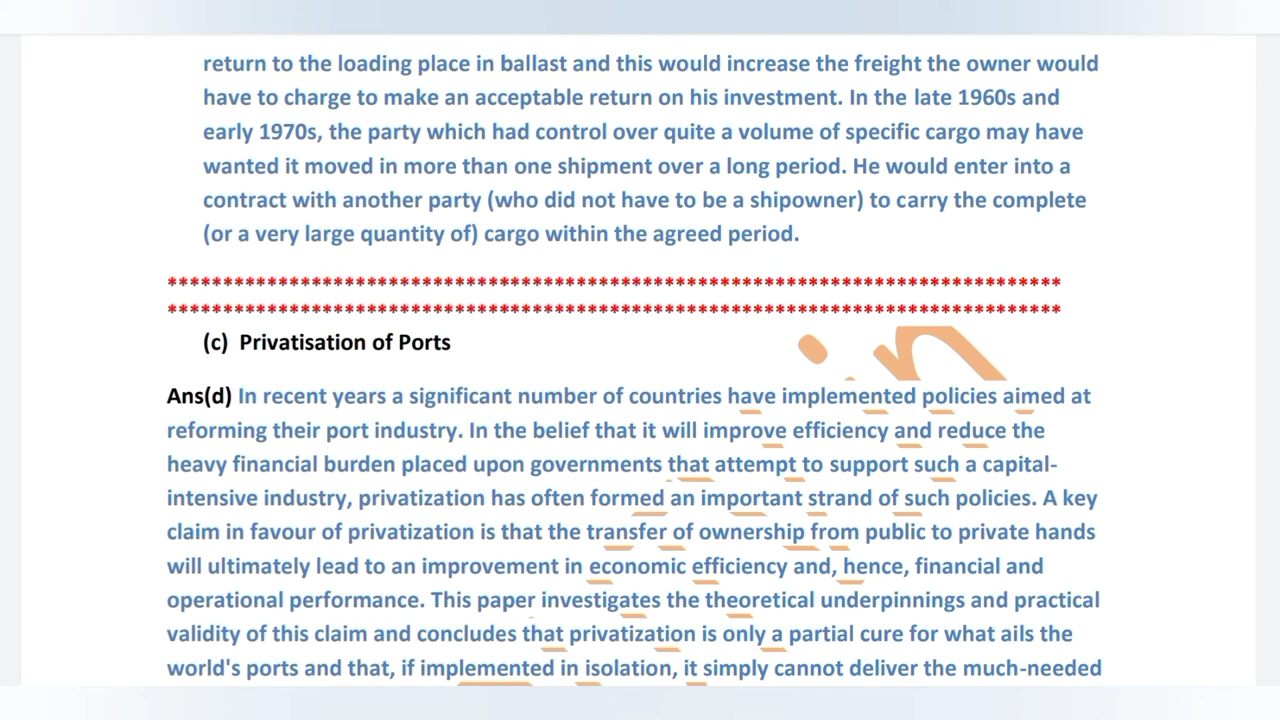 return to the loading place in ballast and this would increase the freight the owner would
have to charge to make an acceptable return on his investment. In the late 1960s and
early 1970s, the party which had control over quite a volume of specific cargo may have
wanted it moved in more than one shipment over a long period. He would enter into a
contract with another party (who did not have to be a shipowner) to carry the complete
(or a very large quantity of) cargo within the agreed period.
*********************************************************************************
*********************************************************************************
(c) Privatisation of Ports
Ans(d) In recent years a significant number of countries have implemented policies aimed at
reforming their port industry. In the belief that it will improve efficiency and reduce the
heavy financial burden placed upon governments that attempt to support such a capital-
intensive industry, privatization has often formed an important strand of such policies. A key
claim in favour of privatization is that the transfer of ownership from public to private hands
will ultimately lead to an improvement in economic efficiency and, hence, financial and
operational performance. This paper investigates the theoretical underpinnings and practical
validity of this claim and concludes that privatization is only a partial cure for what ails the
world's ports and that, if implemented in isolation, it simply cannot deliver the much-needed